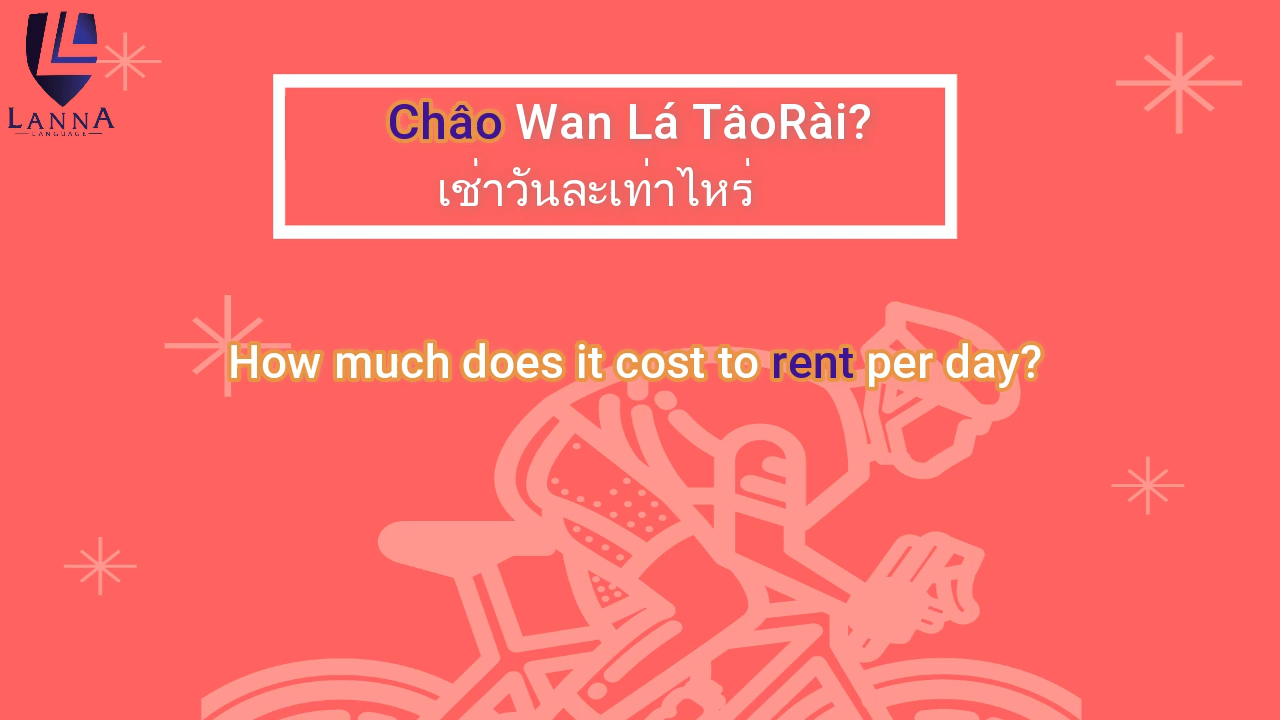 LANNA
LANGUAGE
Châo Wan Lá TâoRài?
เช่าวันละเท่าไหร่
How much does it cost to rent per day?